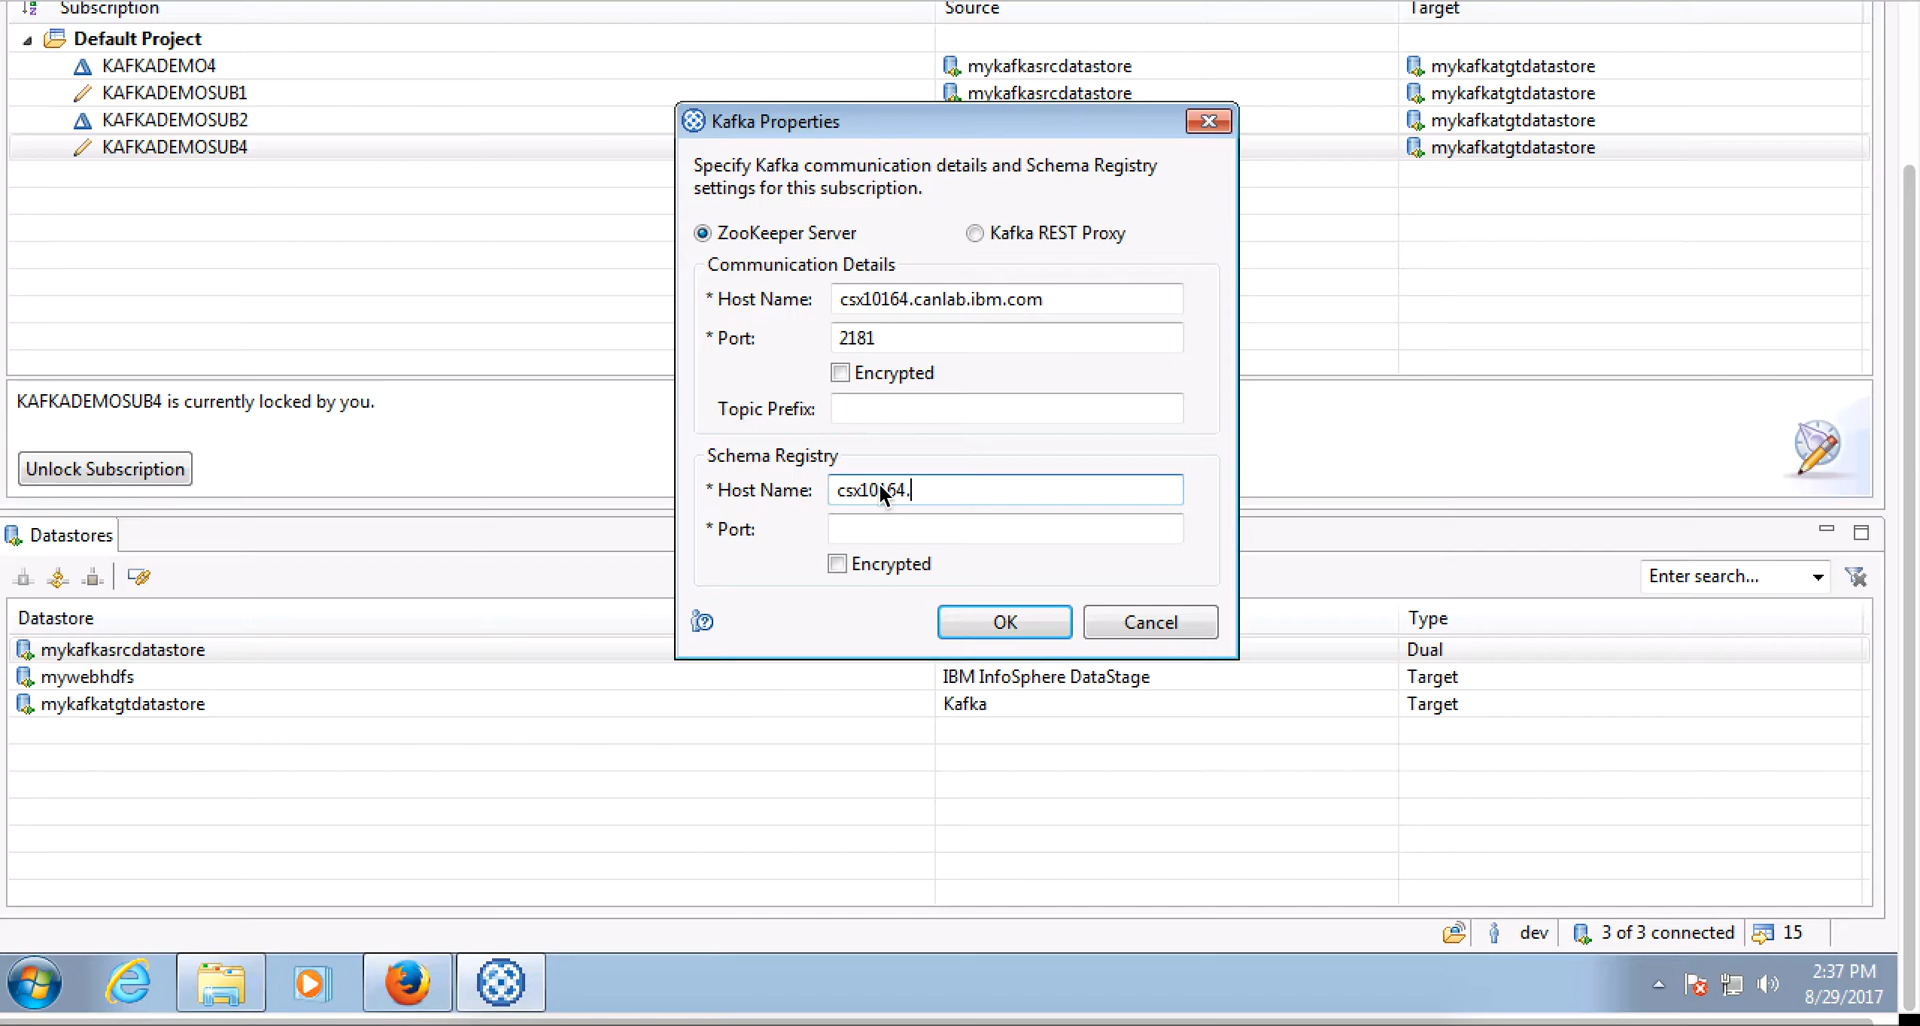 Subscription Source Target
Default Project
KAFKADEMO4 mykafkasrcdatastore mykafkatgtdatastore
KAFKADEMOSUB1 mykafkasrcdatastore mykafkatgtdatastore
KAFKADEMOSUB2 mykafkatgtdatastore
KAFKADEMOSUB4 mykafkatgtdatastore
Kafka Properties
Specify Kafka communication details and Schema Registry
settings for this subscription.
ZooKeeper Server Kafka REST Proxy
Communication Details
* Host Name: csx10164.canlab.ibm.com
* Port: 2181
Encrypted
Topic Prefix:
Schema Registry
* Host Name: csx10164.
* Port:
Encrypted
OK Cancel
KAFKADEMOSUB4 is currently locked by you.
Unlock Subscription
Datastores
Enter search...
Datastore Type
mykafkasrcdatastore Dual
mywebhdfs IBM InfoSphere DataStage Target
mykafkatgtdatastore Kafka Target
dev 3 of 3 connected 15
2:37 PM
8/29/2017